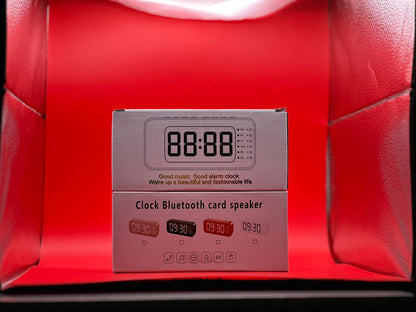 88:88
Good music Good alarm clock
Wake up a beautiful and fashionable life
Clock Bluetooth card speaker
09:30 09:30 09:30 09:30